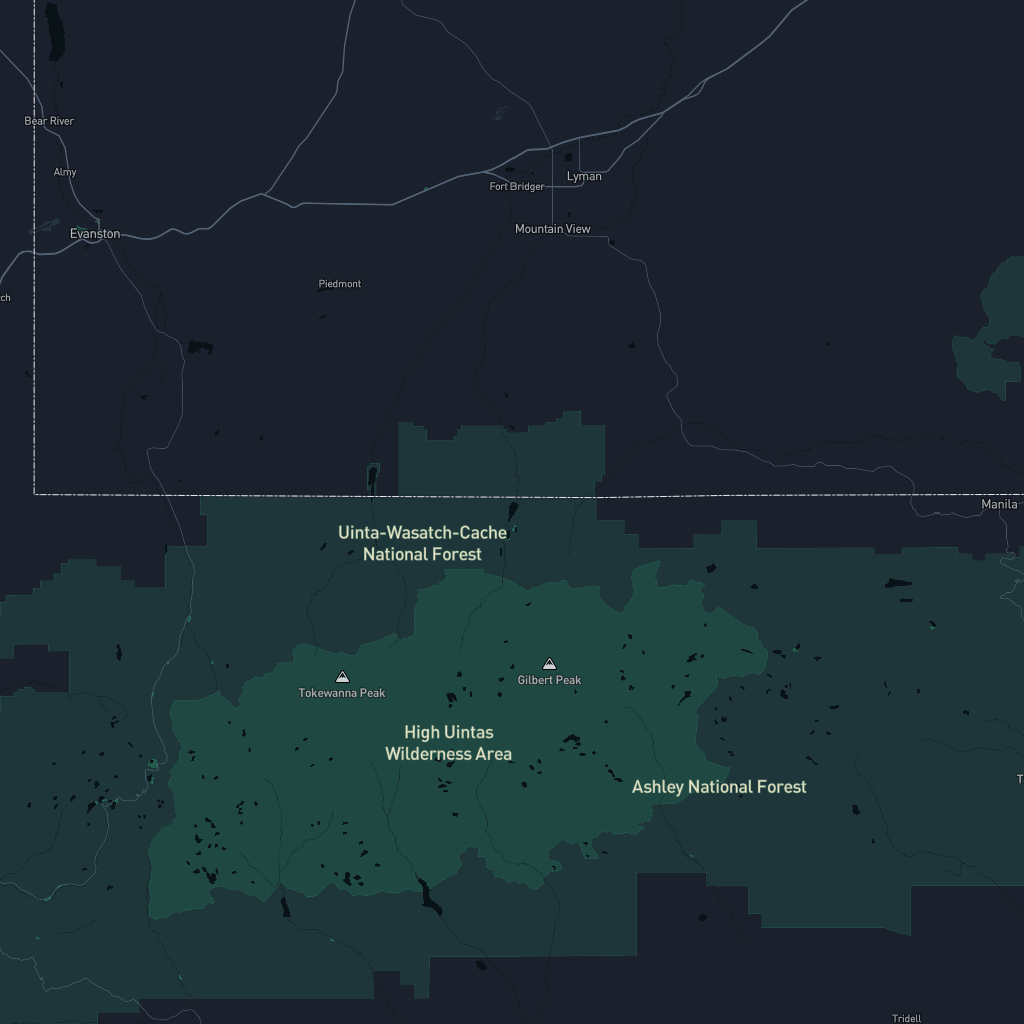 Bear River
Almy
Lyman
Fort Bridger
Evanston
Mountain View
Piedmont
ch
Manila
Uinta-Wasatch-Cache
National Forest
Gilbert Peak
Tokewanna Peak
High Uintas
Wilderness Area
T
Ashley National Forest
Tridell